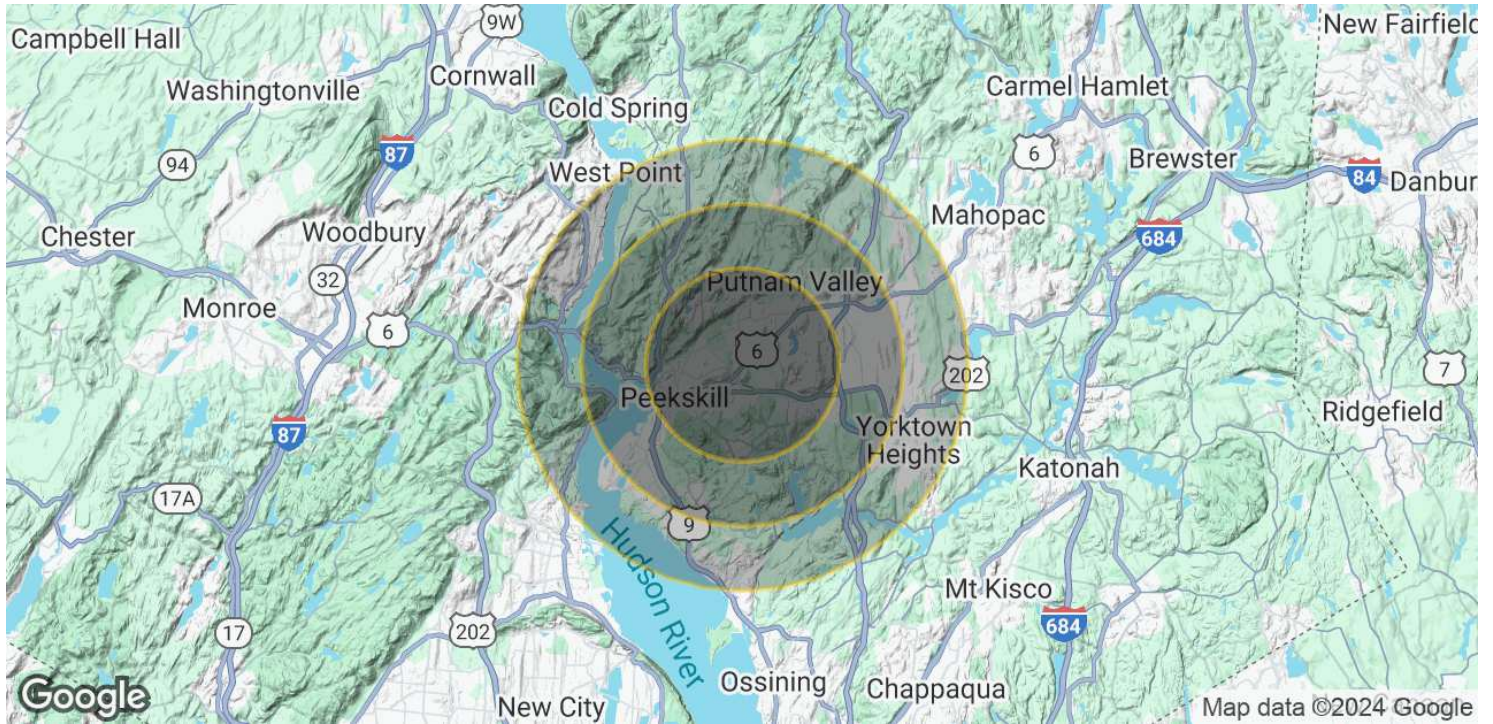 Campbell Hall
9W
New Fairfield
Washingtonville
Cornwall
Carmel Hamlet
Cold Spring
87
6
94
Brewster
West Point
84
Danbur
Mahopac
Chester
Woodbury
684
32
Putnam Valley
Monroe
6
6
202
7
Peekskill
Ridgefield
87
Yorktown
Heights
Katonah
17A
9
Hudson River
Mt Kisco
17
202
684
Ossining
Chappaqua
Google
New City
Map data ©2024 Google